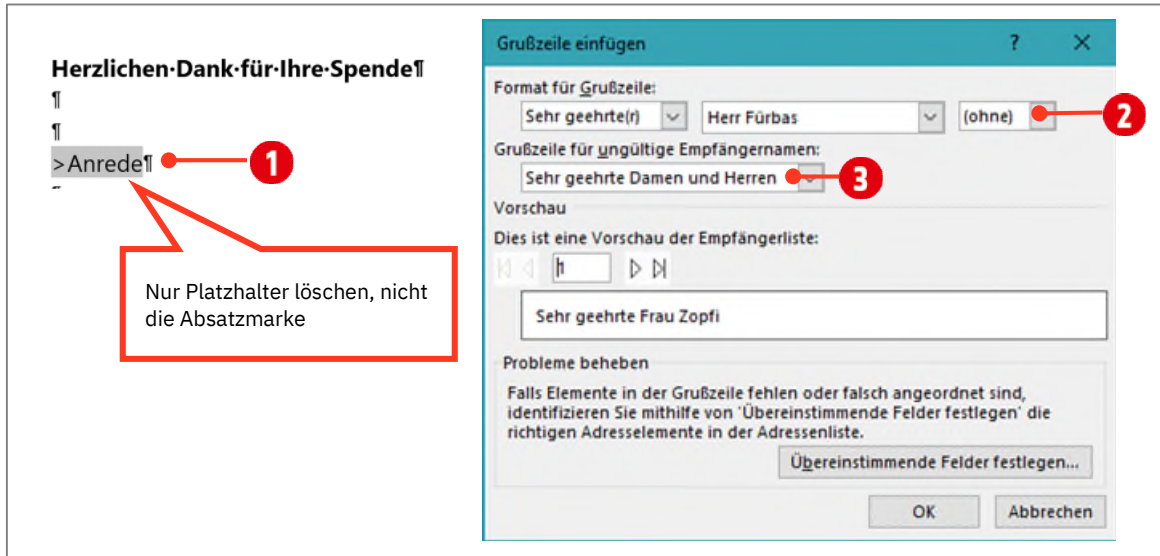 Herzlichen·Dank·für·Ihre·Spende¶
¶
¶
>Anrede¶
1
Nur Platzhalter löschen, nicht
die Absatzmarke
Grußzeile einfügen ? ×
Format für Grußzeile:
Sehr geehrte(r) Herr Fürbas (ohne)
2
Grußzeile für ungültige Empfängernamen:
Sehr geehrte Damen und Herren
3
Vorschau
Dies ist eine Vorschau der Empfängerliste:
1
Sehr geehrte Frau Zopfi
Probleme beheben
Falls Elemente in der Grußzeile fehlen oder falsch angeordnet sind,
identifizieren Sie mithilfe von 'Übereinstimmende Felder festlegen' die
richtigen Adresselemente in der Adressenliste.
Übereinstimmende Felder festlegen...
OK Abbrechen